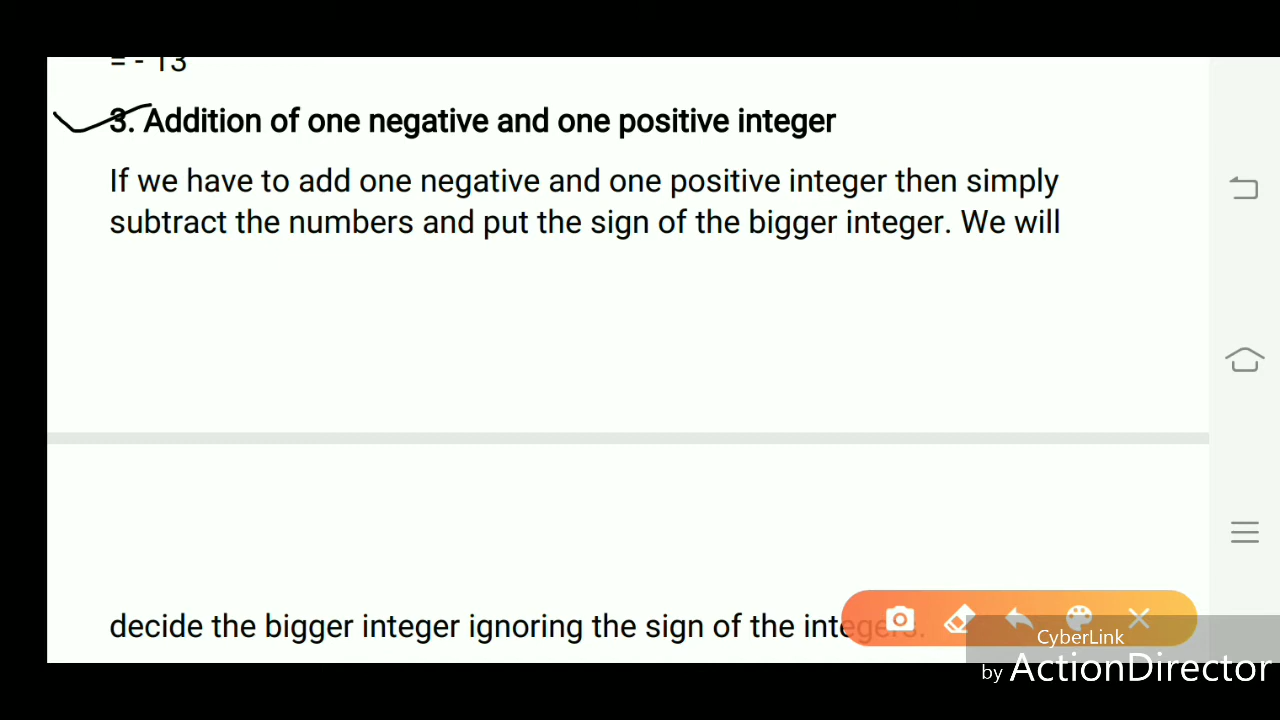 = - 13
3. Addition of one negative and one positive integer
If we have to add one negative and one positive integer then simply
subtract the numbers and put the sign of the bigger integer. We will
decide the bigger integer ignoring the sign of the integers.
CyberLink
by ActionDirector